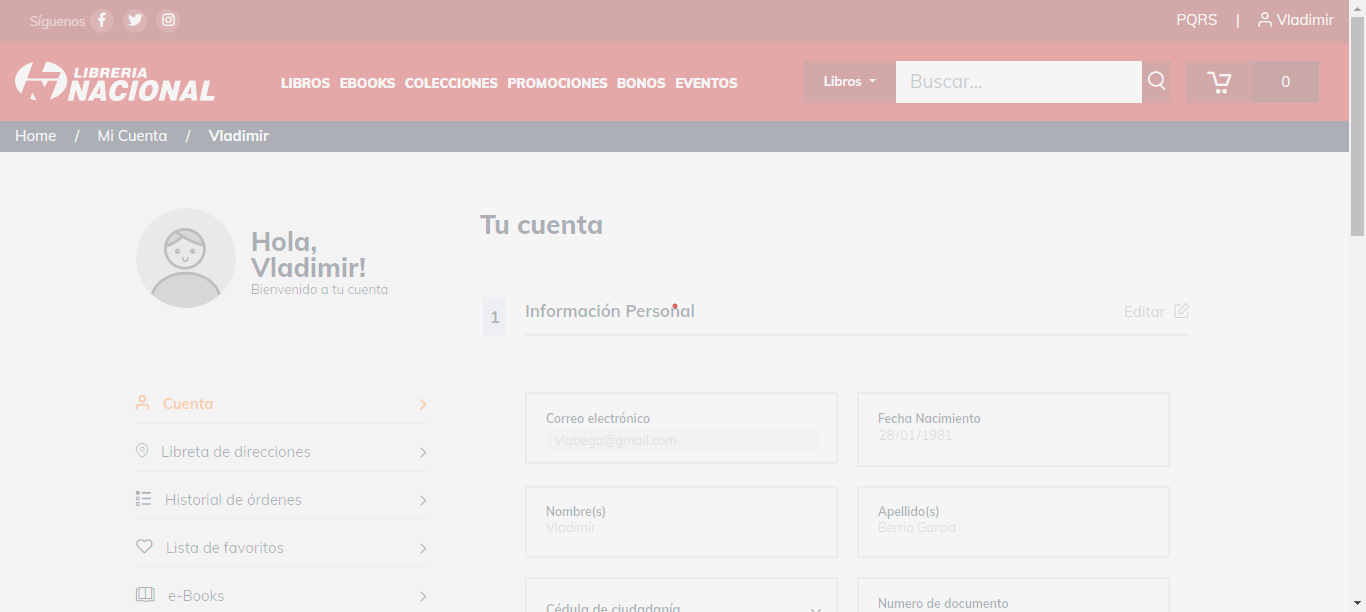 Síguenos
PQRS | Vladimir
LIBRERIA
NACIONAL
LIBROS EBOOKS COLECCIONES PROMOCIONES BONOS EVENTOS
Libros Buscar... 0
Home / Mi Cuenta / Vladimir
Hola,
Vladimir!
Bienvenido a tu cuenta
Cuenta
Libreta de direcciones
Historial de órdenes
Lista de favoritos
e-Books
Tu cuenta
1 Información Personal Editar
Correo electrónico
vlabega@gmail.com
Fecha Nacimiento
28/01/1981
Nombre(s)
Vladimir
Apellido(s)
Berrio Garcia
Cédula de ciudadanía
Numero de documento